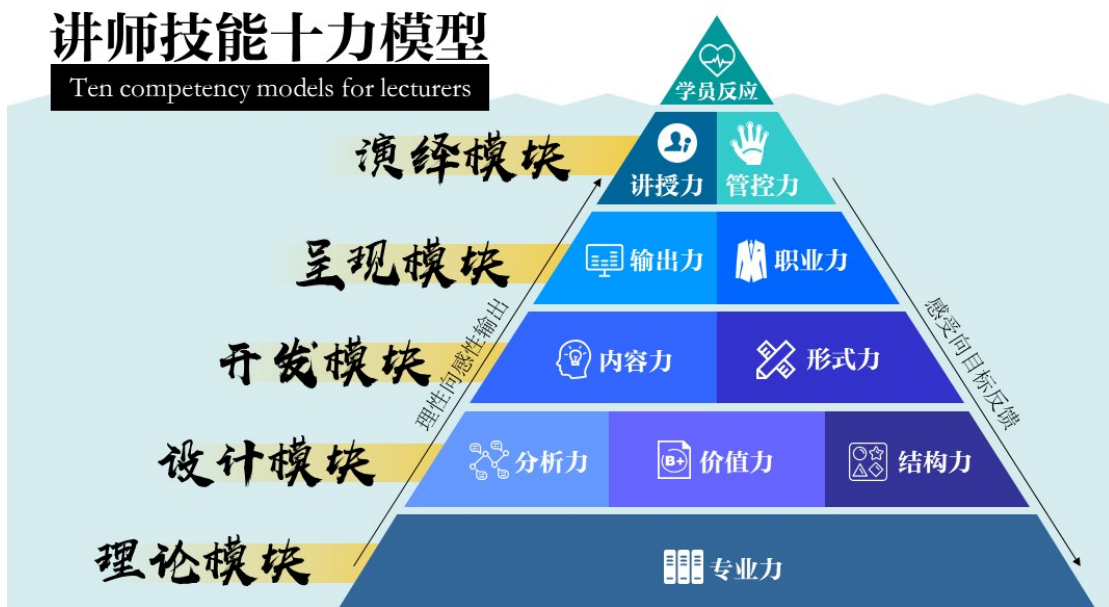 讲师技能十力模型
Ten competency models for lecturers
学员反应
演绎模块
讲授力
管控力
呈现模块
输出力
职业力
开发模块
内容力
形式力
设计模块
分析力
B+
价值力
结构力
理论模块
专业力
理性向感性输出
感受向目标反馈